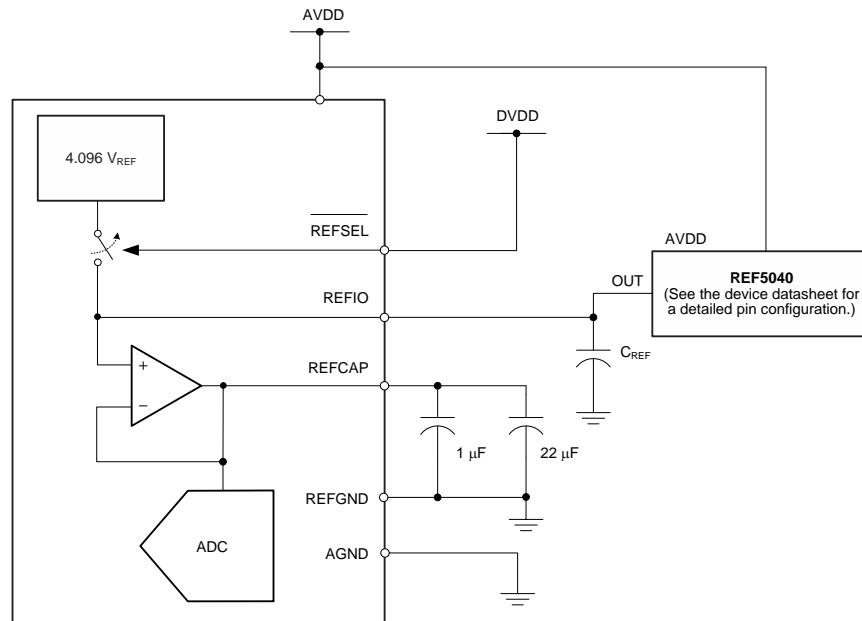 AVDD
DVDD
4.096 VREF
REFSEL
AVDD
REF5040
(See the device datasheet for
a detailed pin configuration.)
OUT
REFIO
CREF
REFCAP
1 μF
22 μF
REFGND
ADC
AGND